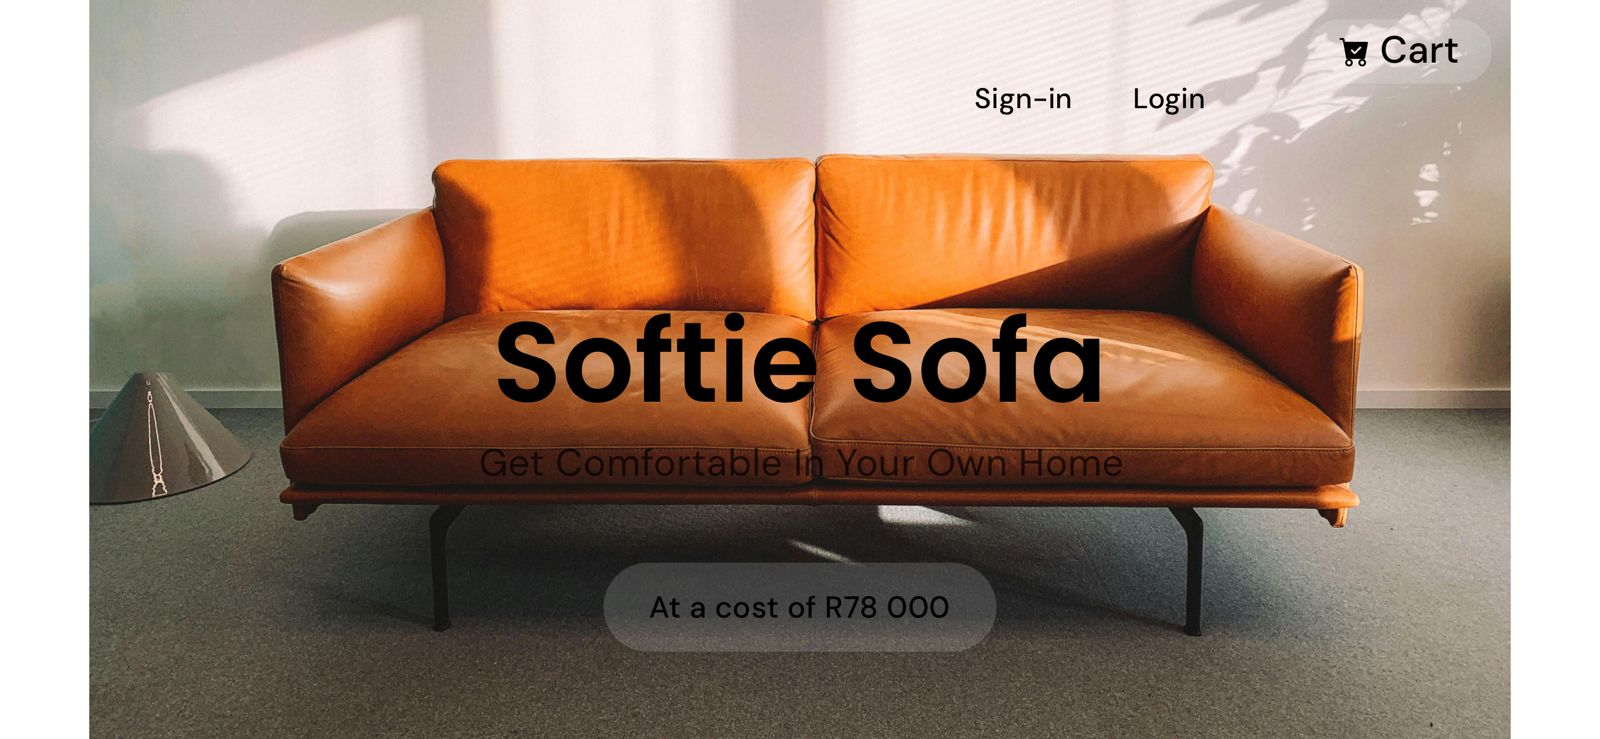 Cart
Sign-in Login
Softie Sofa
Get Comfortable In Your Own Home
At a cost of R78 000